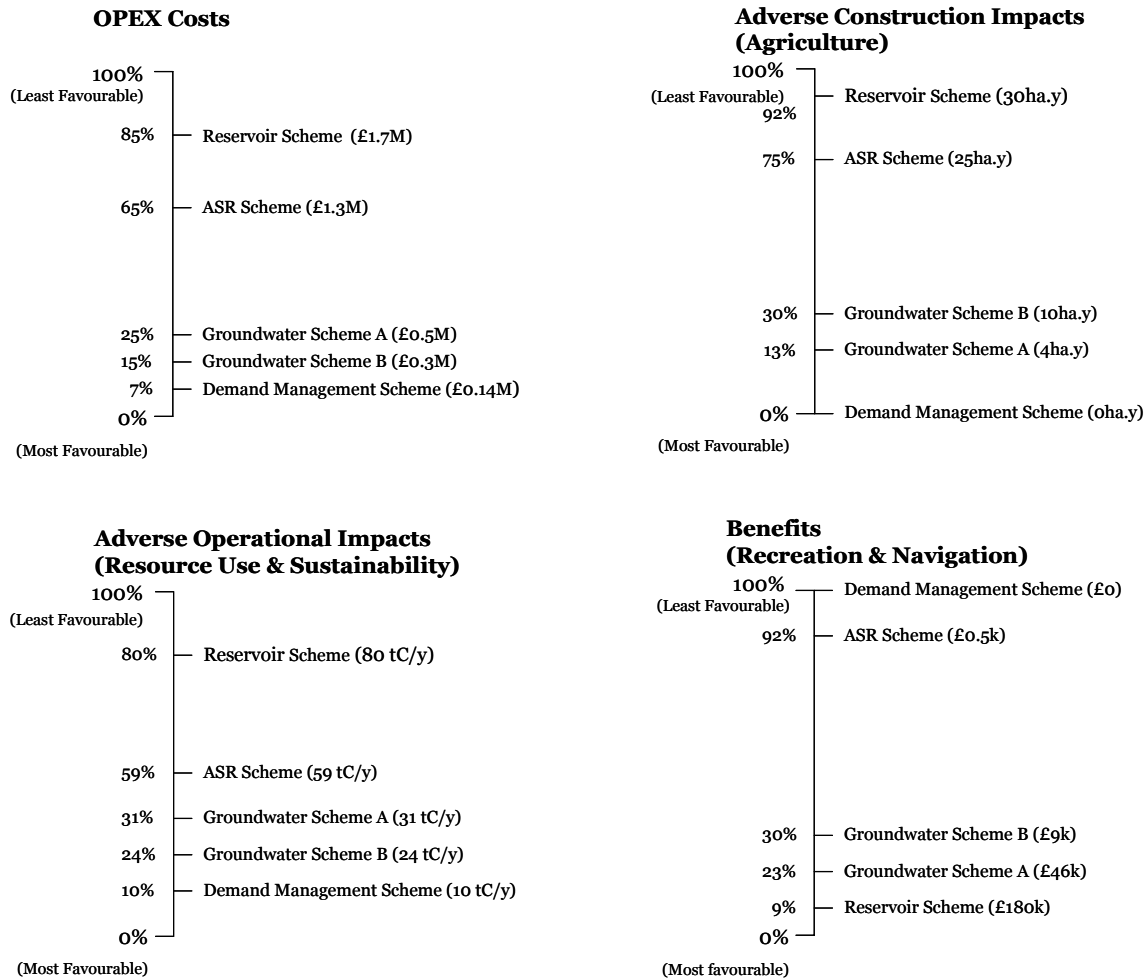 OPEX Costs
100%
(Least Favourable)
85% Reservoir Scheme (£1.7M)
65% ASR Scheme (£1.3M)
25% Groundwater Scheme A (£0.5M)
15% Groundwater Scheme B (£0.3M)
7% Demand Management Scheme (£0.14M)
0%
(Most Favourable)
Adverse Construction Impacts
(Agriculture)
100%
(Least Favourable)
Reservoir Scheme (30ha.y)
92%
75% ASR Scheme (25ha.y)
30% Groundwater Scheme B (10ha.y)
13% Groundwater Scheme A (4ha.y)
0% Demand Management Scheme (0ha.y)
(Most Favourable)
Adverse Operational Impacts
(Resource Use & Sustainability)
100%
(Least Favourable)
80% Reservoir Scheme (80 tC/y)
59% ASR Scheme (59 tC/y)
31% Groundwater Scheme A (31 tC/y)
24% Groundwater Scheme B (24 tC/y)
10% Demand Management Scheme (10 tC/y)
0%
(Most Favourable)
Benefits
(Recreation & Navigation)
100% Demand Management Scheme (£0)
(Least Favourable)
92% ASR Scheme (£0.5k)
30% Groundwater Scheme B (£9k)
23% Groundwater Scheme A (£46k)
9% Reservoir Scheme (£180k)
0%
(Most favourable)